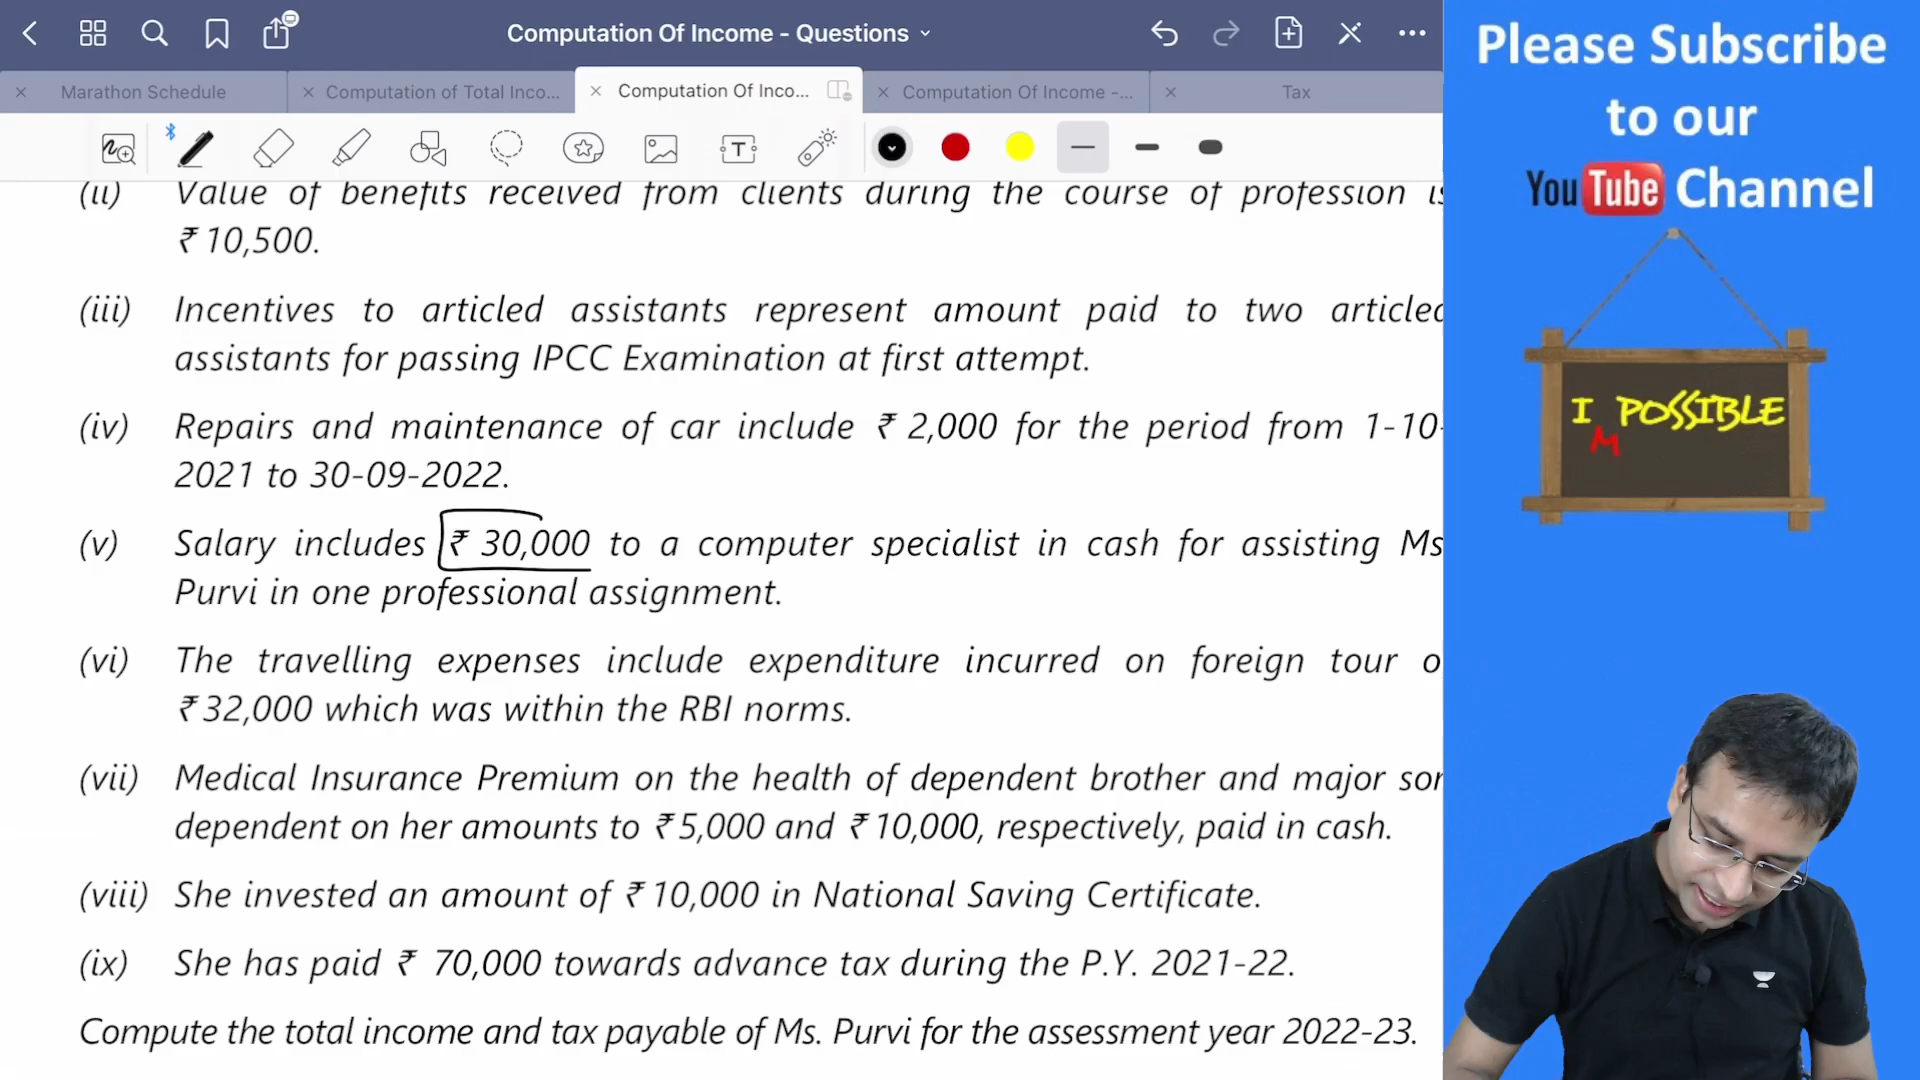 Computation Of Income - Questions
Marathon Schedule
Computation of Total Inco...
Computation Of Inco...
Computation Of Income -...
Tax
T
(ii) Value of benefits received from clients during the course of profession is
₹ 10,500.
(iii) Incentives to articled assistants represent amount paid to two articled
assistants for passing IPCC Examination at first attempt.
(iv) Repairs and maintenance of car include ₹ 2,000 for the period from 1-10-
2021 to 30-09-2022.
(v) Salary includes ₹ 30,000 to a computer specialist in cash for assisting Ms
Purvi in one professional assignment.
(vi) The travelling expenses include expenditure incurred on foreign tour o
₹ 32,000 which was within the RBI norms.
(vii) Medical Insurance Premium on the health of dependent brother and major son
dependent on her amounts to ₹ 5,000 and ₹ 10,000, respectively, paid in cash.
(viii) She invested an amount of ₹ 10,000 in National Saving Certificate.
(ix) She has paid ₹ 70,000 towards advance tax during the P.Y. 2021-22.
Compute the total income and tax payable of Ms. Purvi for the assessment year 2022-23.
Please Subscribe
to our
YouTube Channel
I POSSIBLE
M